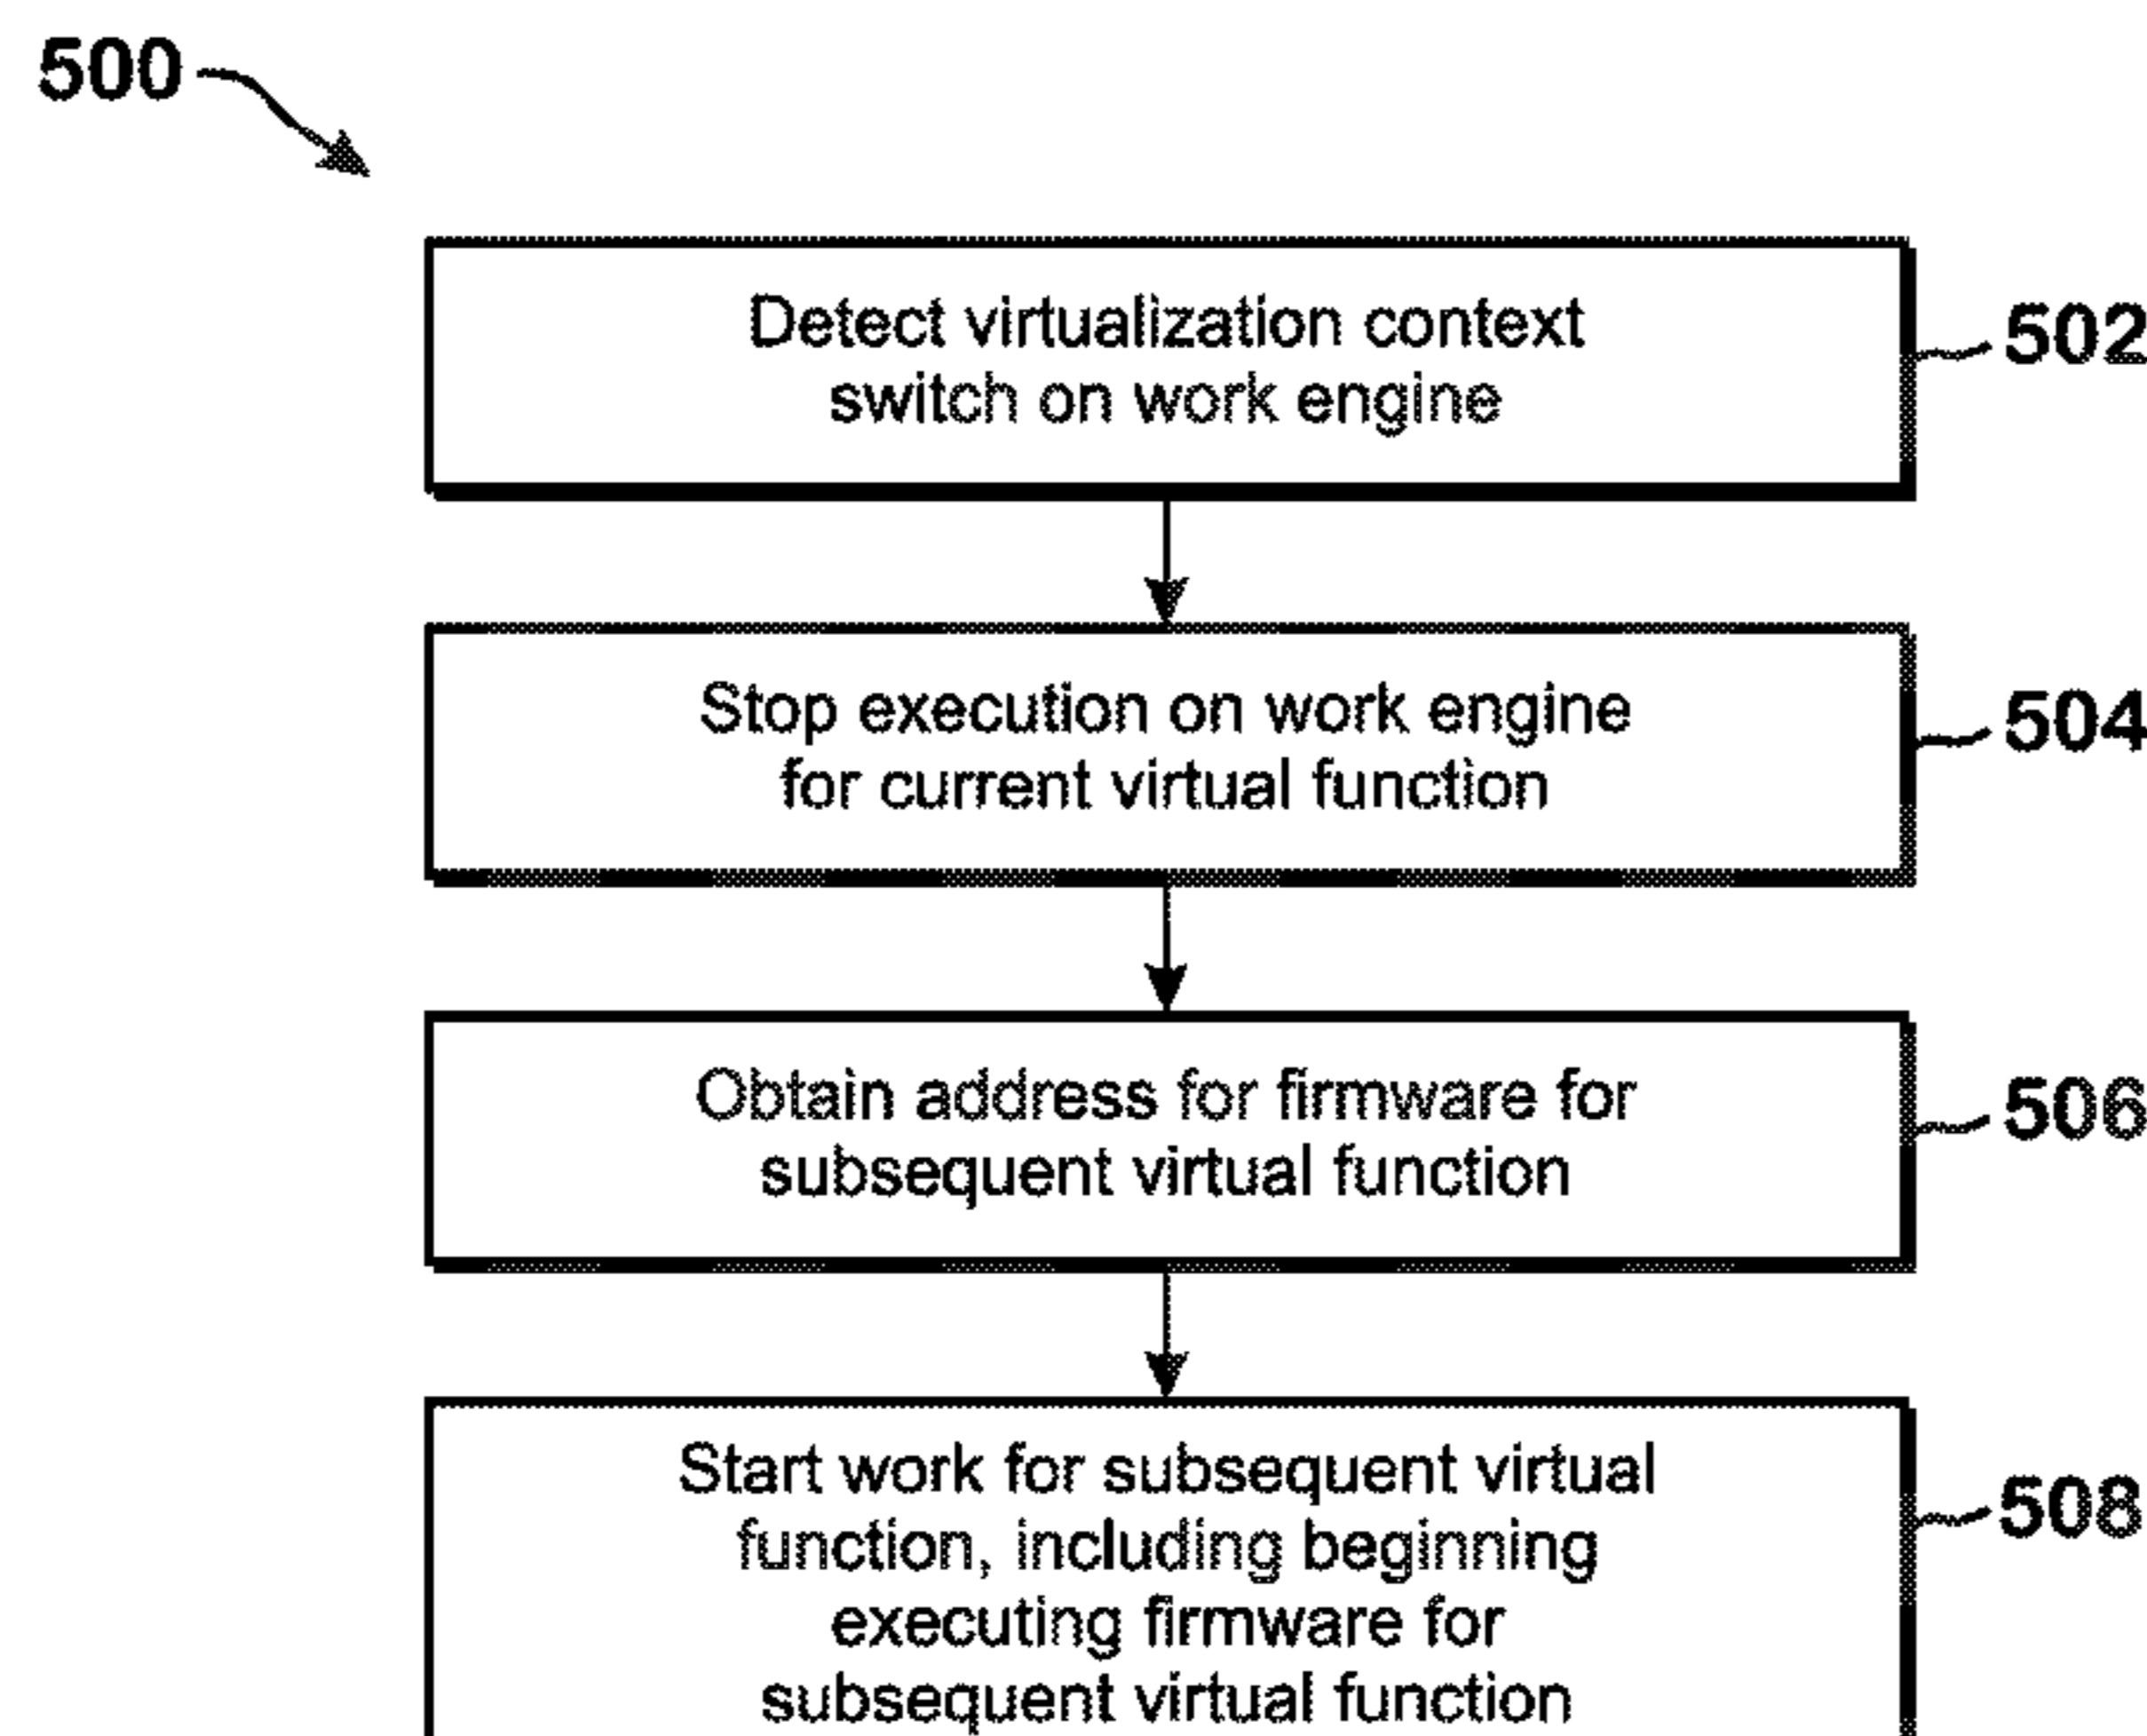 500
Detect virtualization context
switch on work engine
502
Stop execution on work engine
for current virtual function
504
Obtain address for firmware for
subsequent virtual function
506
Start work for subsequent virtual
function, including beginning
executing firmware for
subsequent virtual function
508